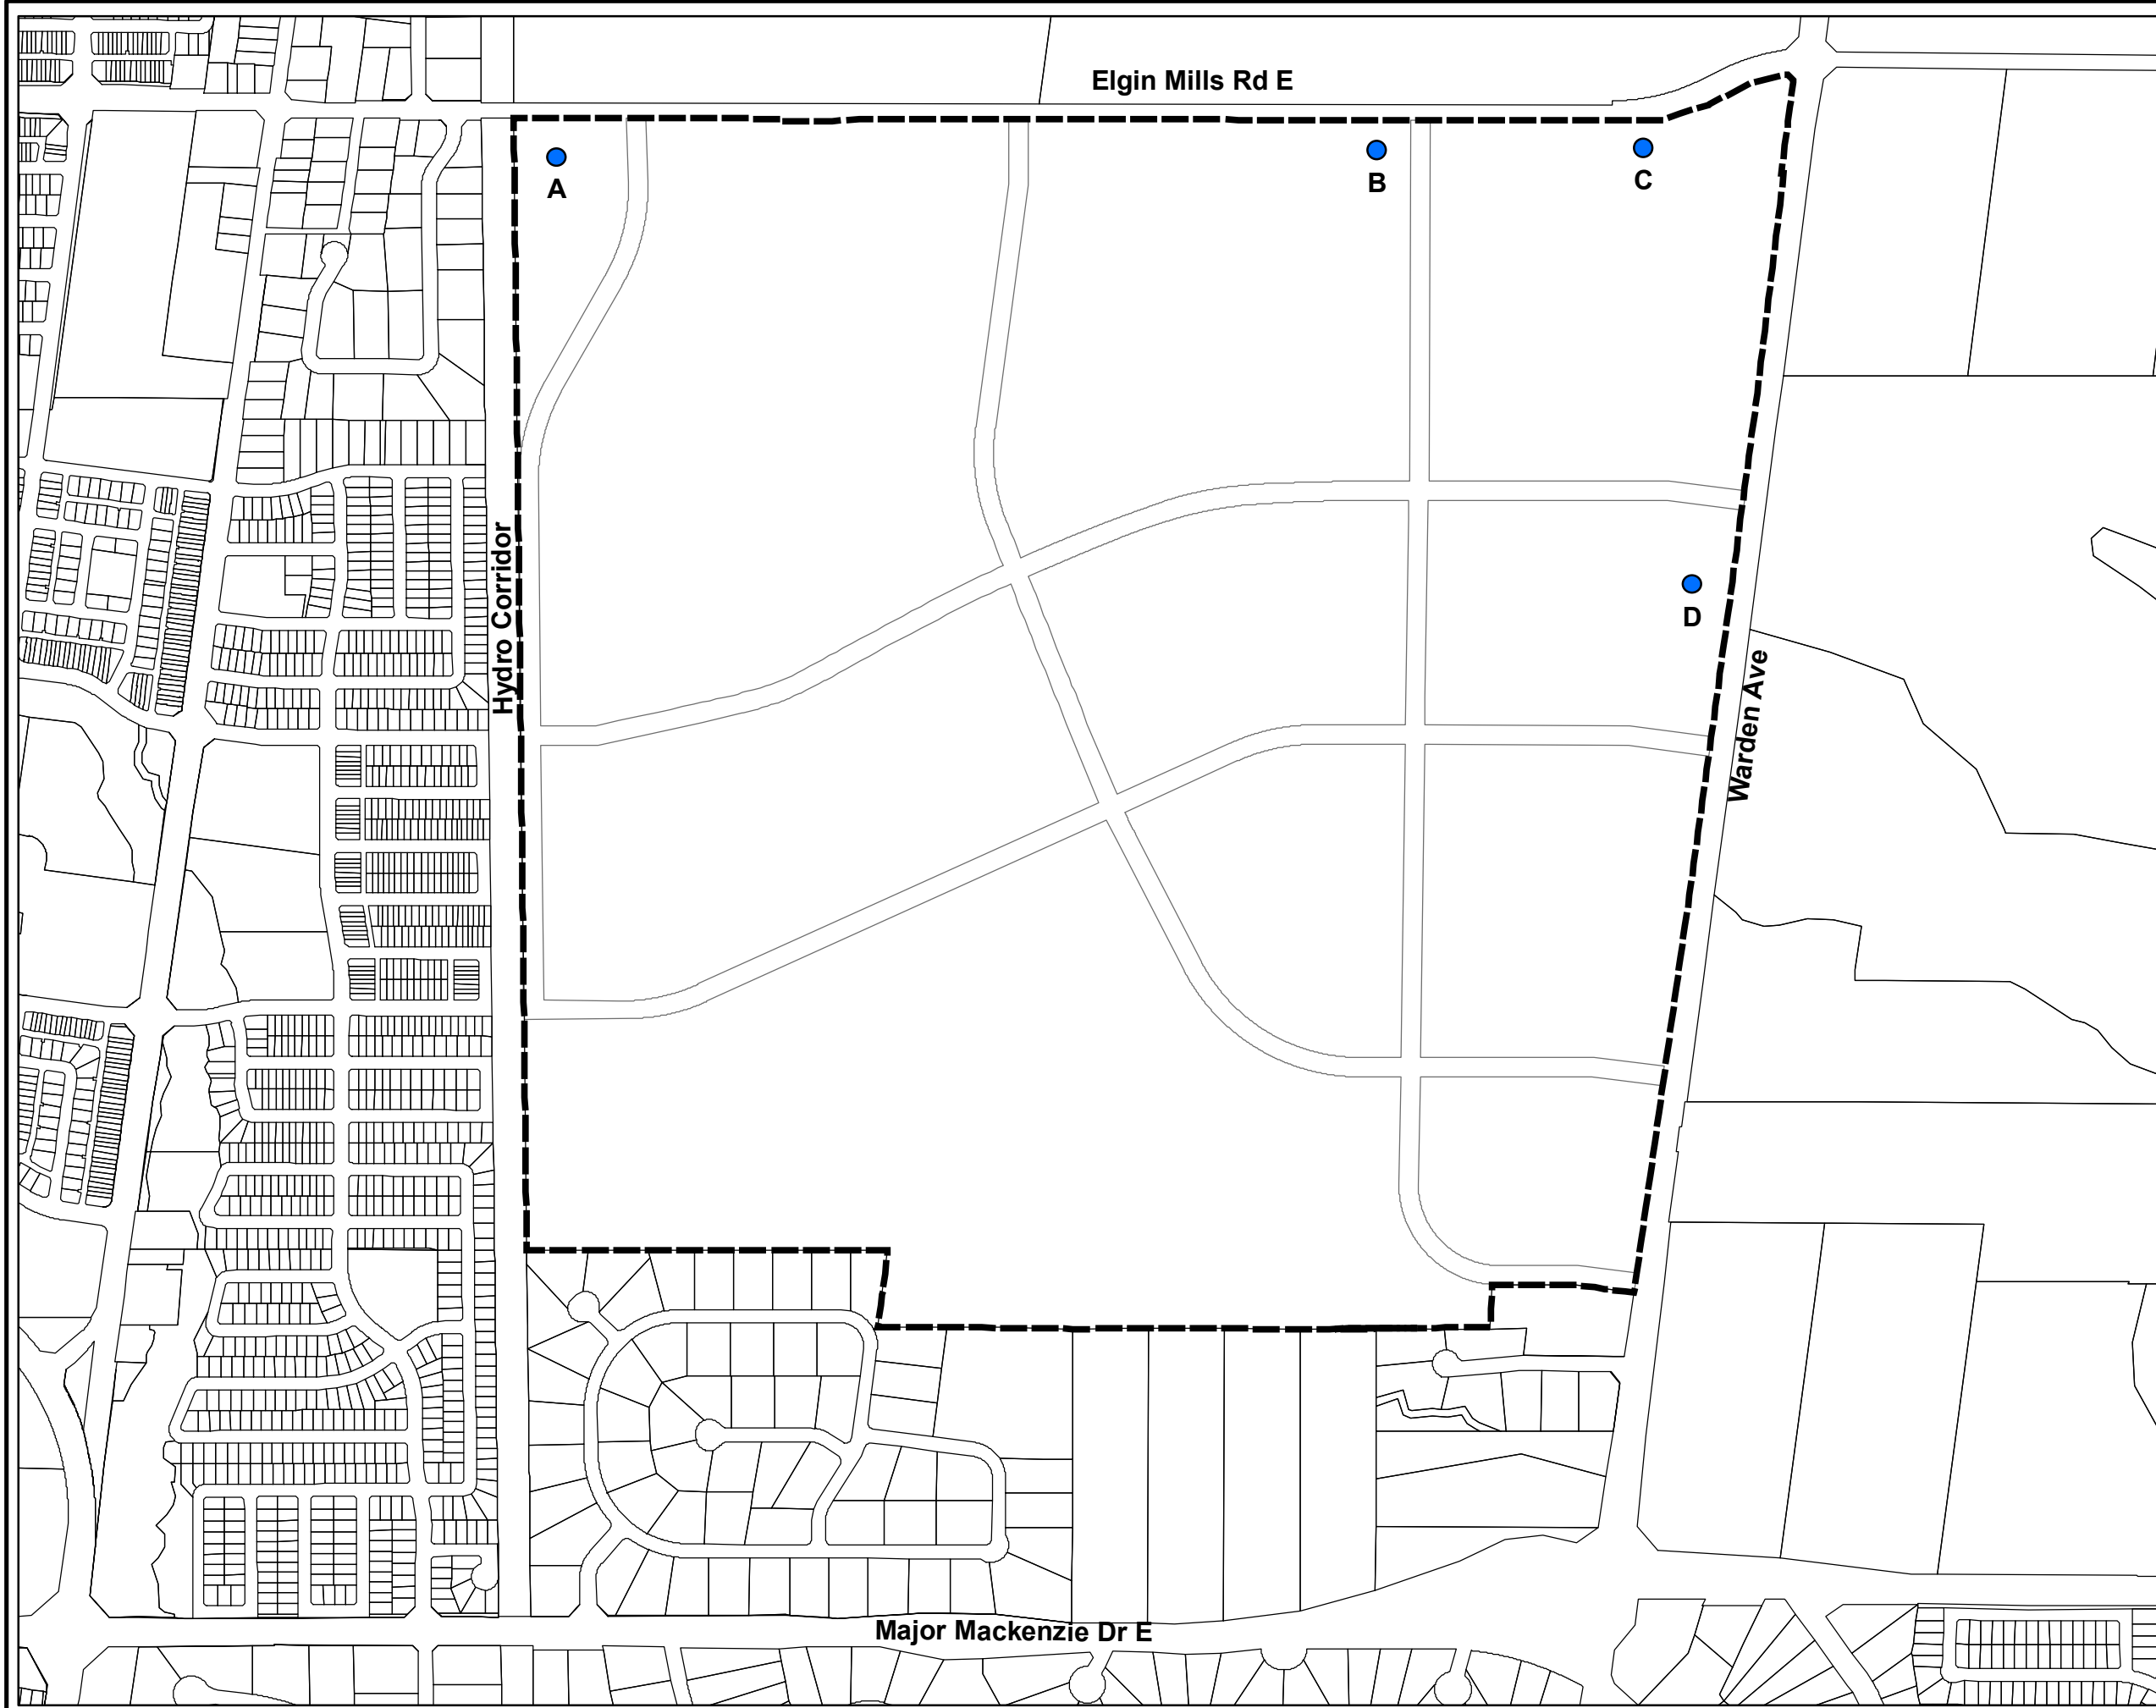 Elgin Mills Rd E
A
B
C
Hydro Corridor
D
Warden Ave
Major Mackenzie Dr E